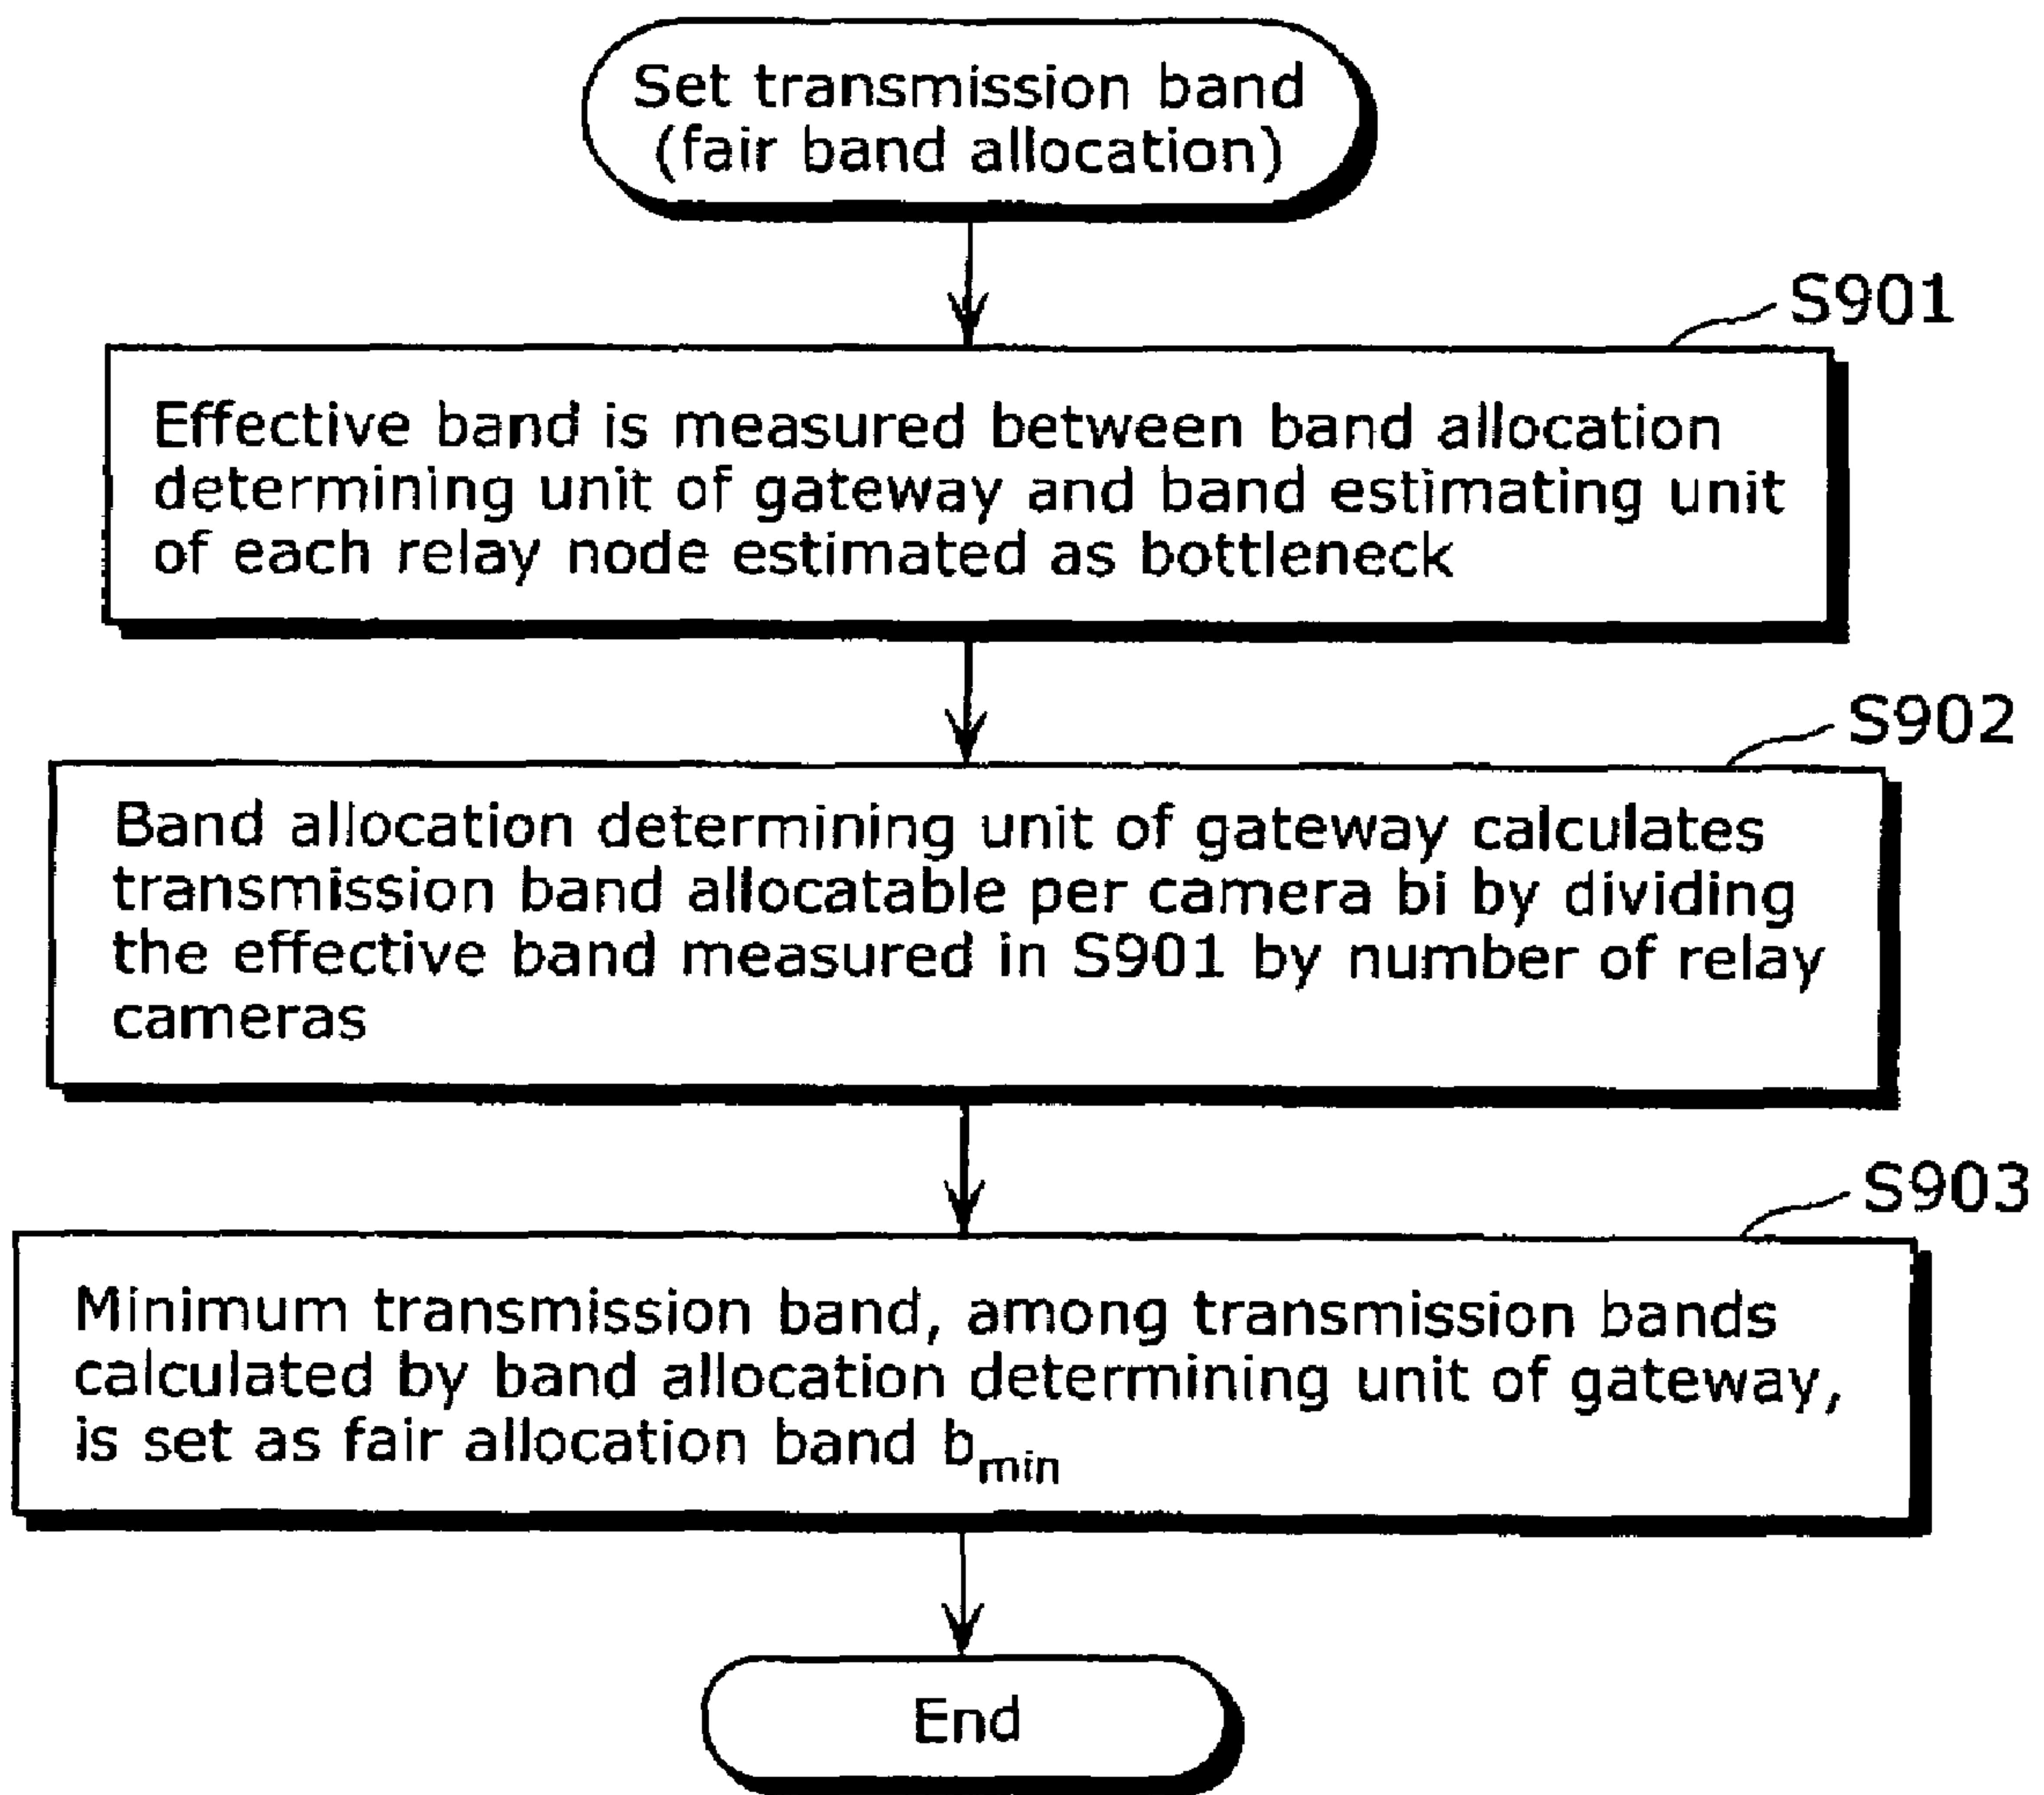 Set transmission band
(fair band allocation)
S901
Effective band is measured between band allocation
determining unit of gateway and band estimating unit
of each relay node estimated as bottleneck
S902
Band allocation determining unit of gateway calculates
transmission band allocatable per camera bi by dividing
the effective band measured in S901 by number of relay
cameras
S903
Minimum transmission band, among transmission bands
calculated by band allocation determining unit of gateway,
is set as fair allocation band b_min
End